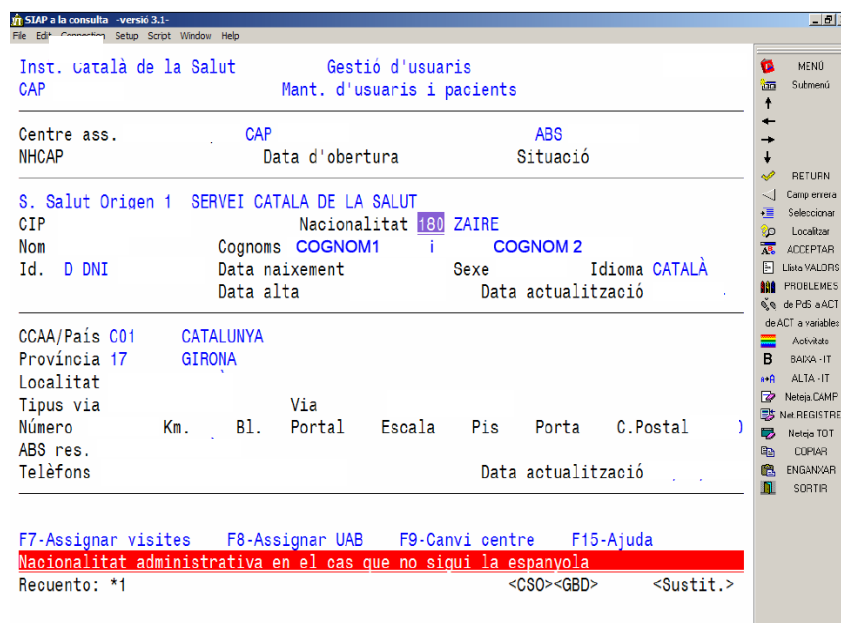 SIAP a la consulta -versió 3.1-
File Edit Connection Setup Script Window Help
Inst. Català de la Salut Gestió d'usuaris
CAP Mant. d'usuaris i pacients
Centre ass. CAP ABS
NHCAP Data d'obertura Situació
S. Salut Origen 1 SERVEI CATALA DE LA SALUT
CIP Nacionalitat 180 ZAIRE
Nom Cognoms COGNOM1 i COGNOM 2
Id. D DNI Data naixement Sexe Idioma CATALÀ
Data alta Data actualització
CCAA/País C01 CATALUNYA
Província 17 GIRONA
Localitat
Tipus via Via
Número Km. Bl. Portal Escala Pis Porta C.Postal
ABS res.
Telèfons Data actualització
F7-Assignar visites F8-Assignar UAB F9-Canvi centre F15-Ajuda
Nacionalitat administrativa en el cas que no sigui la espanyola
Recuento: *1 <CSO><GBD> <Sustit.>
MENÚ
Submenú
RETURN
Camp errera
Seleccionar
Localitzar
ACCEPTAR
Llista VALORS
PROBLEMES
de PdS a ACT
de ACT a variables
Activitats
B BAIXA - IT
ALTA - IT
Neteja.CAMP
Net.REGISTRE
Neteja TOT
COPIAR
ENGANXAR
SORTIR